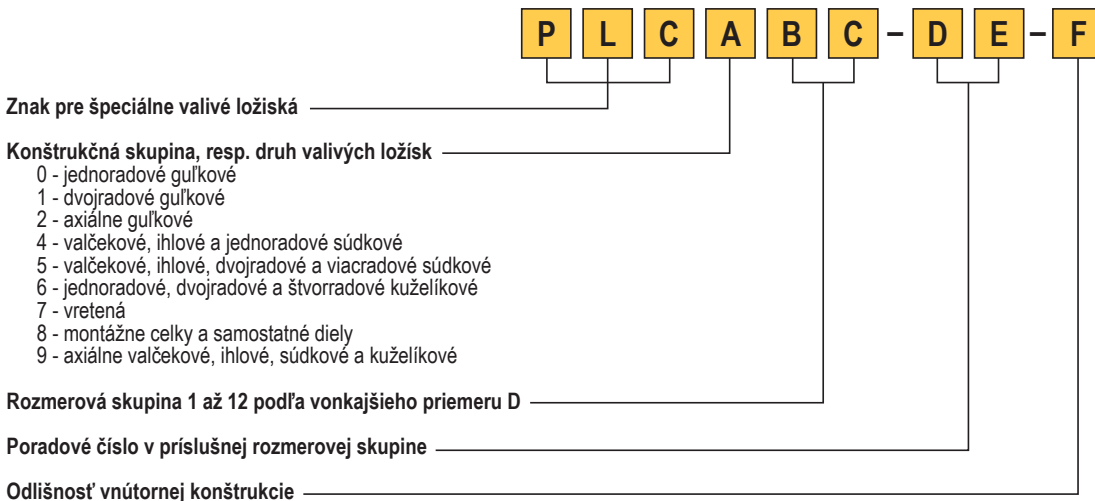 P L C A B C – D E – F
Znak pre špeciálne valivé ložiská
Konštrukčná skupina, resp. druh valivých ložísk
0 - jednoradové guľkové
1 - dvojradové guľkové
2 - axiálne guľkové
4 - valčekové, ihlové a jednoradové súdkové
5 - valčekové, ihlové, dvojradové a viacradové súdkové
6 - jednoradové, dvojradové a štvorradové kuželíkové
7 - vretená
8 - montážne celky a samostatné diely
9 - axiálne valčekové, ihlové, súdkové a kuželíkové
Rozmerová skupina 1 až 12 podľa vonkajšieho priemeru D
Poradové číslo v príslušnej rozmerovej skupine
Odlišnosť vnútornej konštrukcie